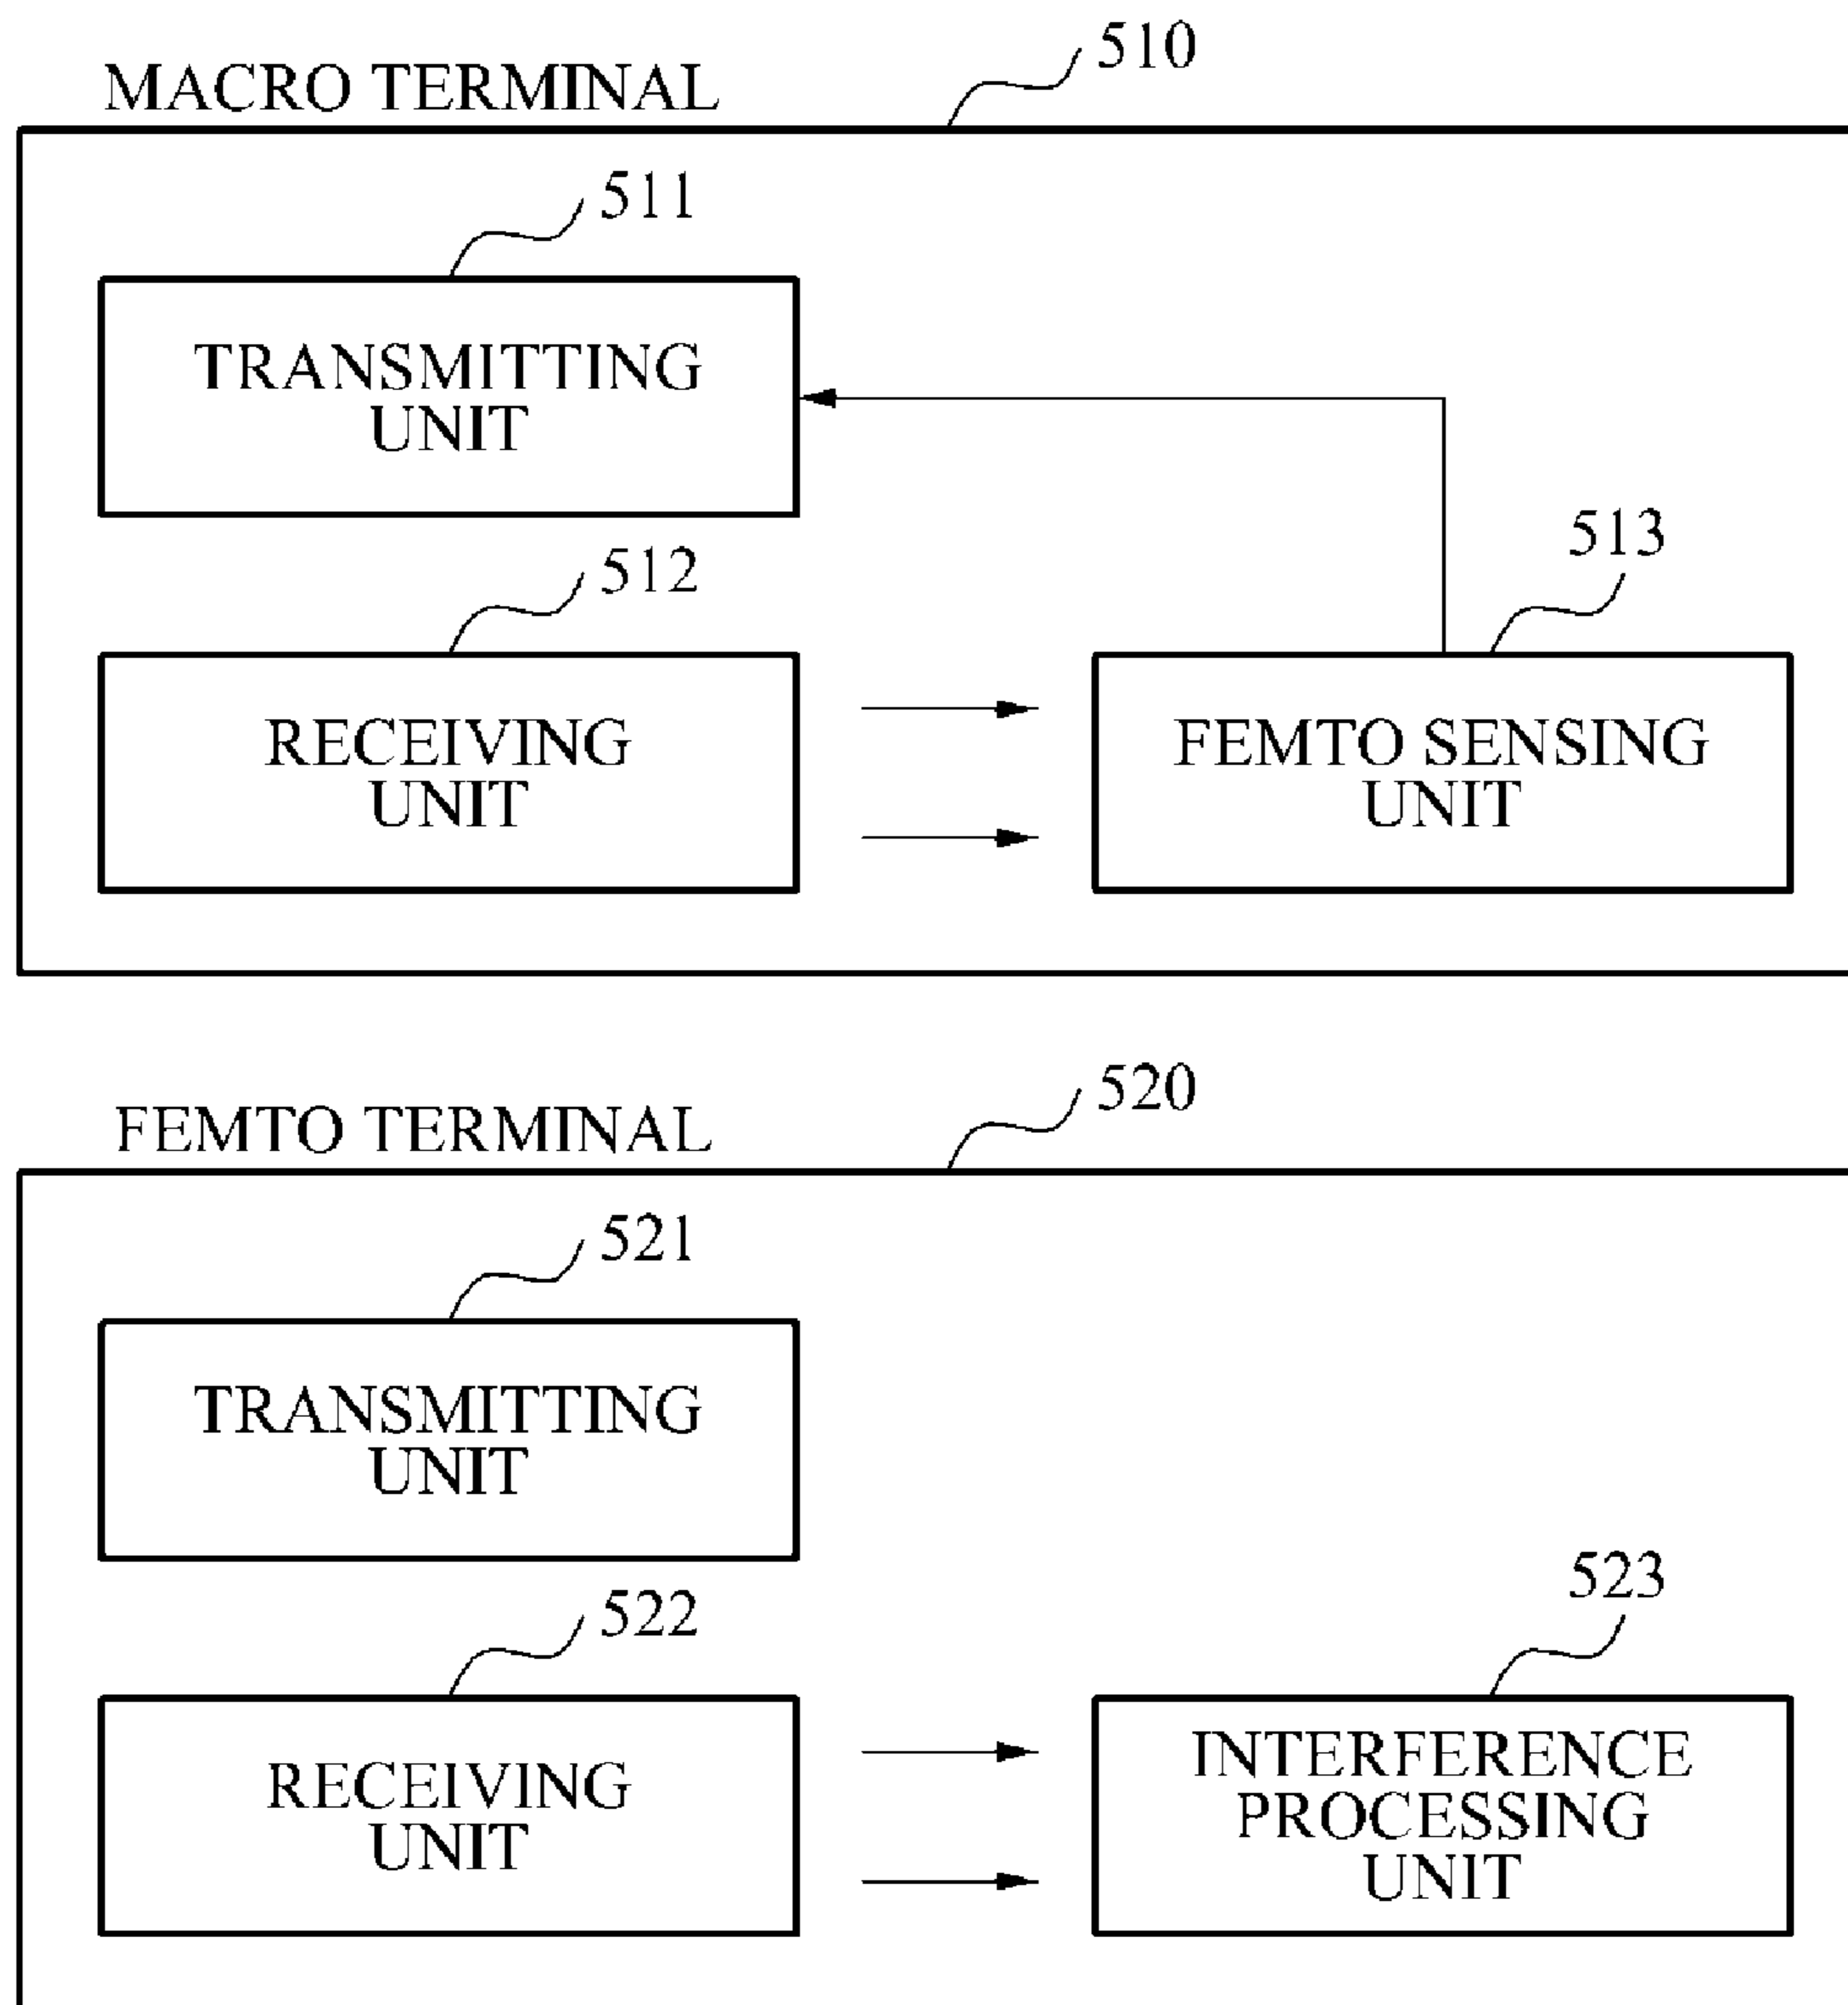 510
MACRO TERMINAL
511
TRANSMITTING
UNIT
512
513
RECEIVING
UNIT
FEMTO SENSING
UNIT
520
FEMTO TERMINAL
521
TRANSMITTING
UNIT
522
523
RECEIVING
UNIT
INTERFERENCE
PROCESSING
UNIT